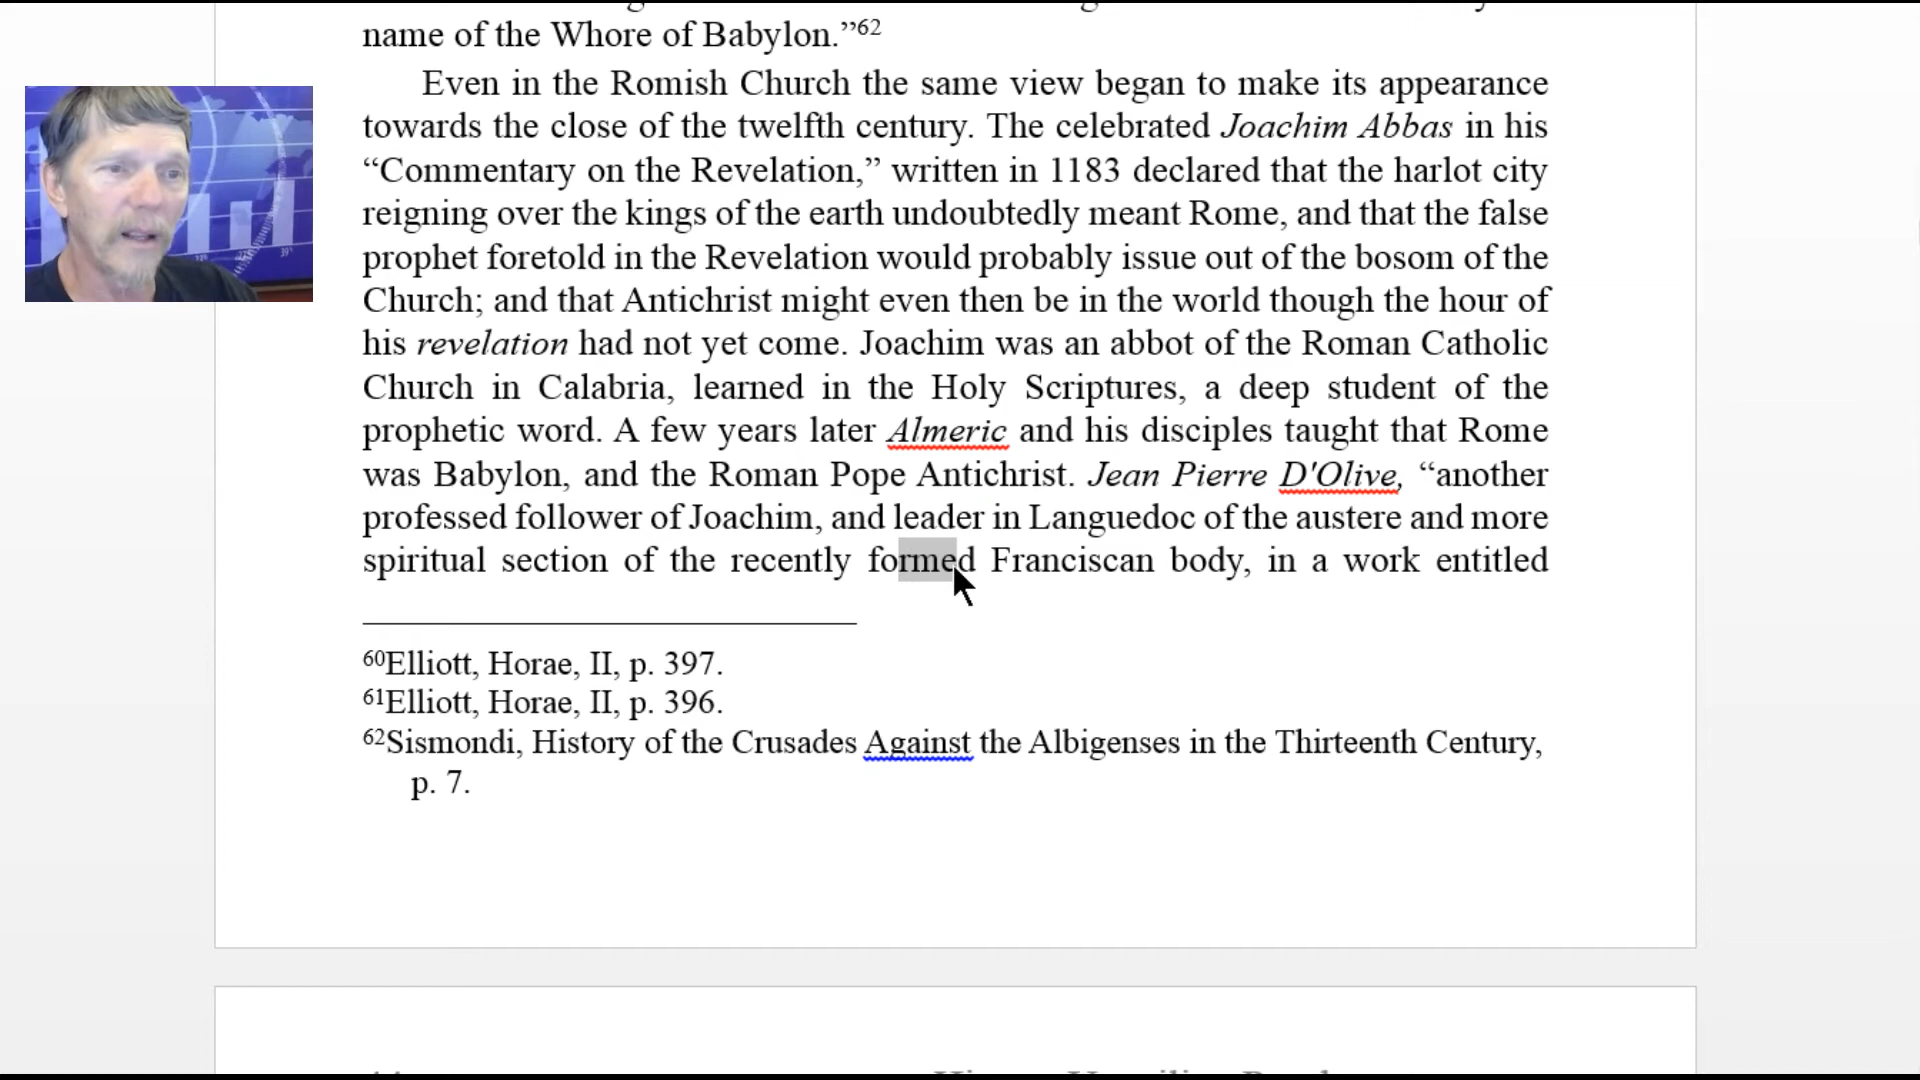 name of the Whore of Babylon.”62
Even in the Romish Church the same view began to make its appearance
towards the close of the twelfth century. The celebrated Joachim Abbas in his
“Commentary on the Revelation,” written in 1183 declared that the harlot city
reigning over the kings of the earth undoubtedly meant Rome, and that the false
prophet foretold in the Revelation would probably issue out of the bosom of the
Church; and that Antichrist might even then be in the world though the hour of
his revelation had not yet come. Joachim was an abbot of the Roman Catholic
Church in Calabria, learned in the Holy Scriptures, a deep student of the
prophetic word. A few years later Almeric and his disciples taught that Rome
was Babylon, and the Roman Pope Antichrist. Jean Pierre D'Olive, “another
professed follower of Joachim, and leader in Languedoc of the austere and more
spiritual section of the recently formed Franciscan body, in a work entitled
60Elliott, Horae, II, p. 397.
61Elliott, Horae, II, p. 396.
62Sismondi, History of the Crusades Against the Albigenses in the Thirteenth Century,
p. 7.